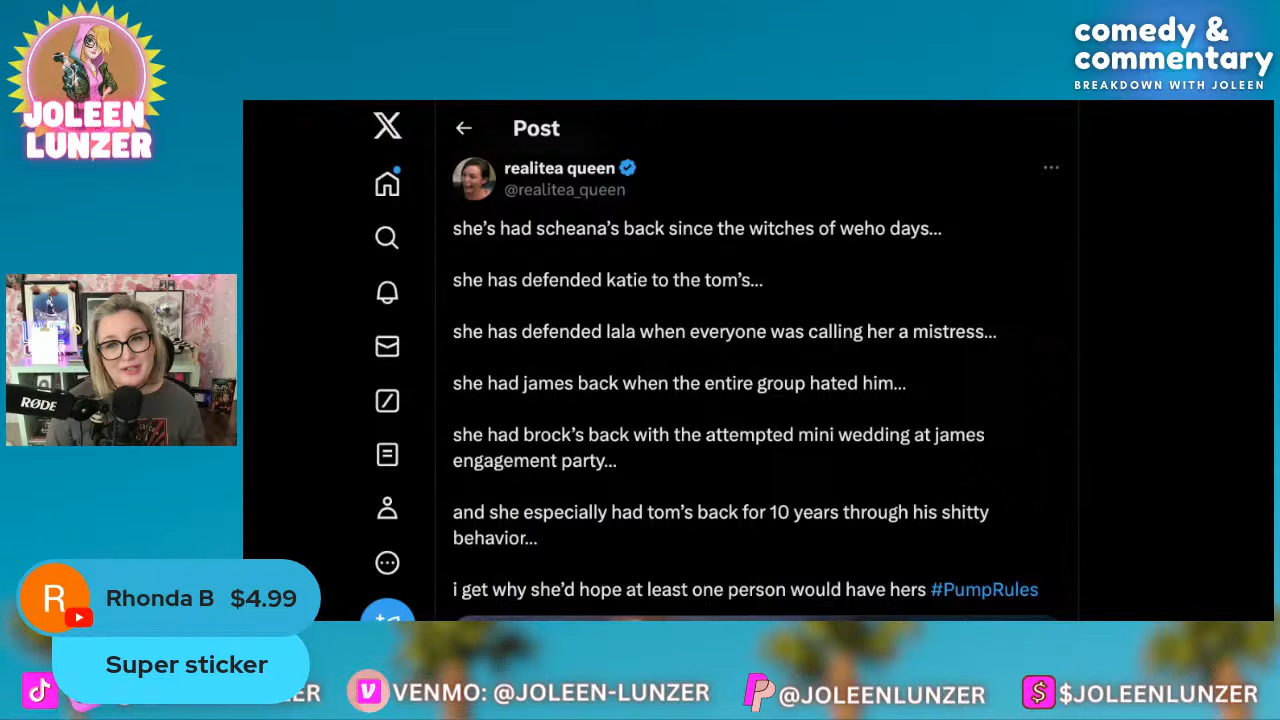 JOLEEN
LUNZER
comedy &
commentary
BREAKDOWN WITH JOLEEN
Post
realitea queen
@realitea_queen
she's had scheana's back since the witches of weho days...
she has defended katie to the tom's...
she has defended lala when everyone was calling her a mistress...
she had james back when the entire group hated him...
she had brock's back with the attempted mini wedding at james
engagement party...
and she especially had tom's back for 10 years through his shitty
behavior...
i get why she'd hope at least one person would have hers #PumpRules
RØDE
R
Rhonda B $4.99
Super sticker
VENMO: @JOLEEN-LUNZER
@JOLEENLUNZER
$JOLEENLUNZER